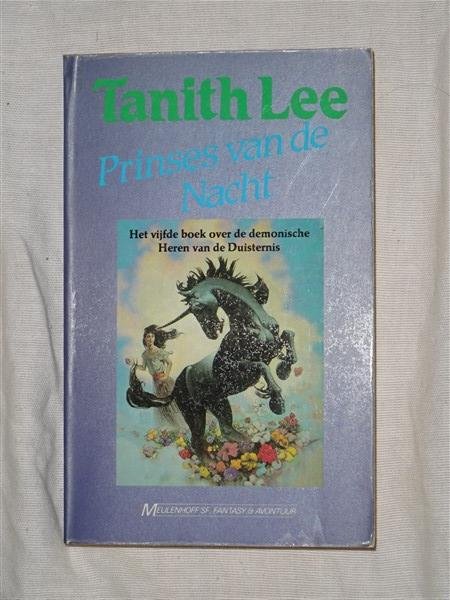 Tanith Lee
Prinses van de
Nacht
Het vijfde boek over de demonische
Heren van de Duisternis
MEULENHOFF SF, FANTASY & AVONTUUR